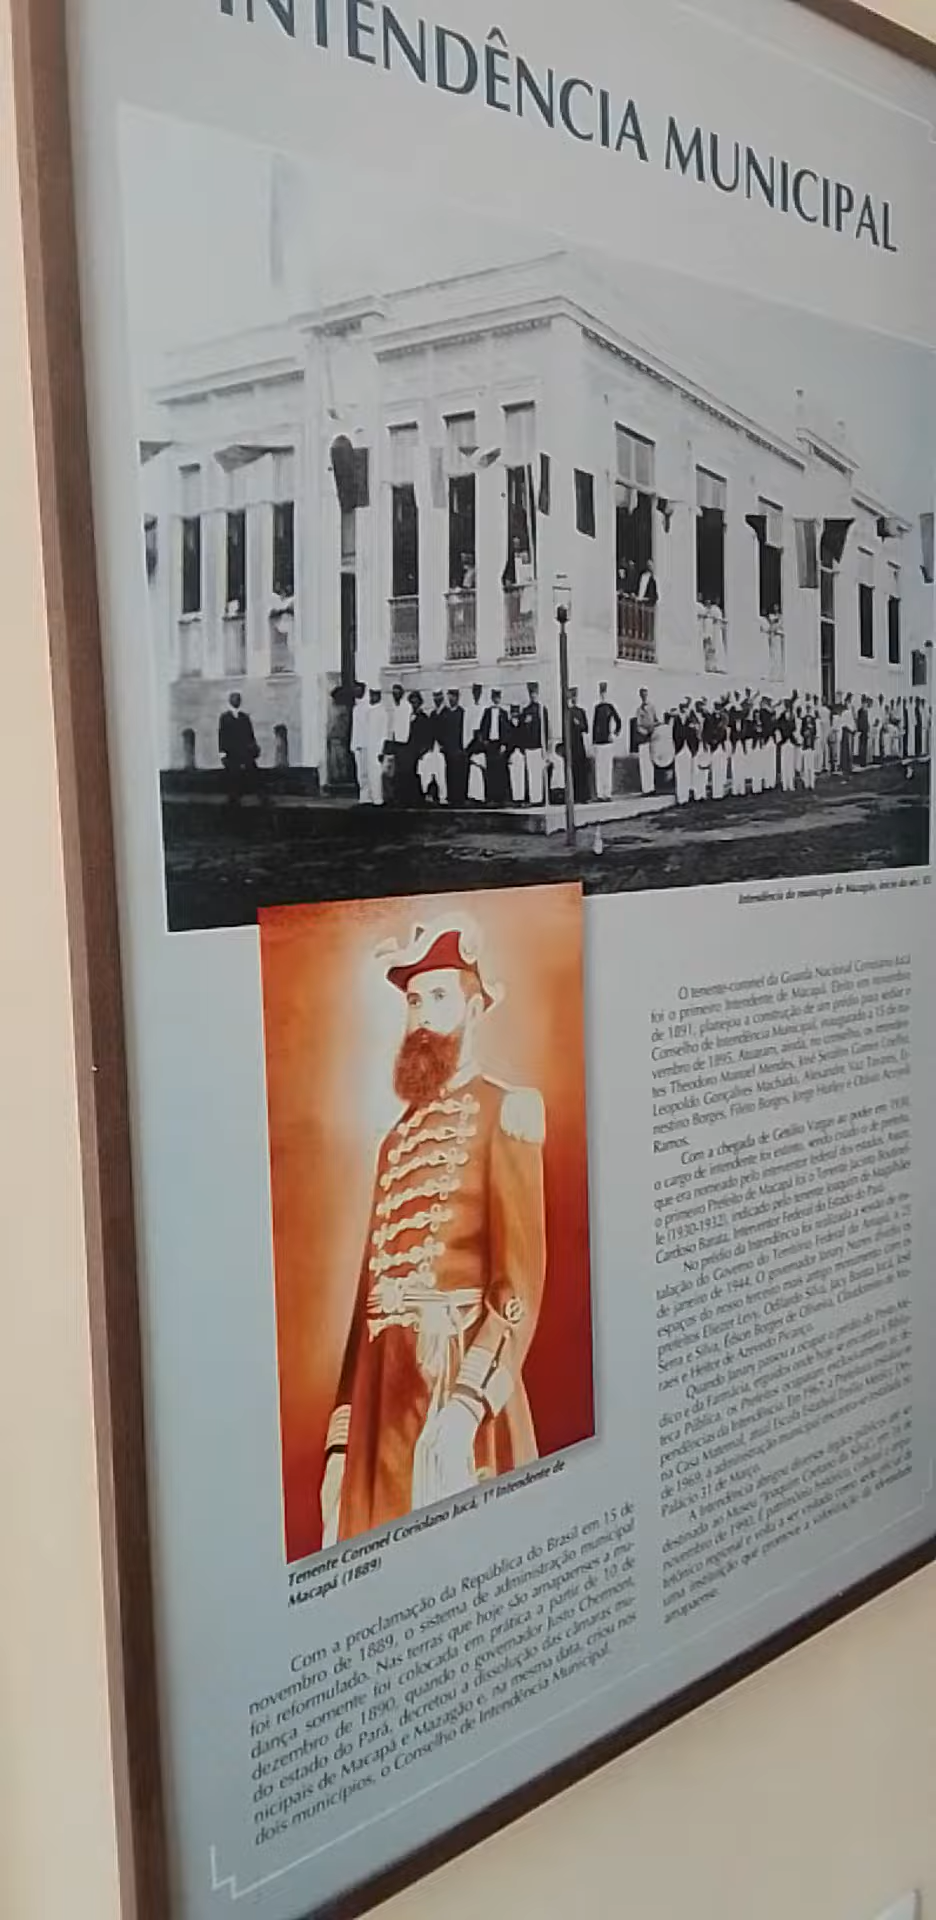 INTENDÊNCIA MUNICIPAL
Intendência do município de Mazagão, início do séc. XX
Tenente Coronel Coriolano Jucá, 1º Intendente de
Macapá (1889)
Com a proclamação da República do Brasil em 15 de
novembro de 1889, o sistema de administração municipal
foi reformulado. Nas terras que hoje são amapaenses a mu-
dança somente foi colocada em prática a partir de 10 de
dezembro de 1890, quando o governador Justo Chermont,
do estado do Pará, decretou a dissolução das câmaras mu-
nicipais de Macapá e Mazagão e, na mesma data, criou nos
dois municípios, o Conselho de Intendência Municipal.
O tenente-coronel da Guarda Nacional Coriolano Jucá
foi o primeiro Intendente de Macapá. Eleito em novembro
de 1891, planejou a construção de um prédio para sediar o
Conselho de Intendência Municipal, inaugurado a 15 de no-
vembro de 1895. Atuaram, ainda, no conselho, os intenden-
tes Theodoro Manuel Mendes, José Serafim Gomes Coelho,
Leopoldo Gonçalves Machado, Alexandre Vaz Tavares, Er-
nestino Borges, Fileto Borges, Jorge Hurley e Otávio Accioli
Ramos.
Com a chegada de Getúlio Vargas ao poder em 1930,
o cargo de intendente foi extinto, sendo criado o de prefeito,
que era nomeado pelo interventor federal dos estados. Assim,
o primeiro Prefeito de Macapá foi o Tenente Jacinto Boutinel-
le (1930-1932), indicado pelo tenente Joaquim de Magalhães
Cardoso Barata, Interventor Federal do Estado do Pará.
No prédio da Intendência foi realizada a sessão de ins-
talação do Governo do Território Federal do Amapá, a 25
de janeiro de 1944. O governador Janary Nunes dividiu os
espaços do nosso terceiro mais antigo monumento com os
prefeitos Eliezer Levy, Odilardo Silva, Jacy Barata Jucá, José
Serra e Silva, Édson Borges de Oliveira, Claudomiro de Mo-
raes e Heitor de Azevedo Picanço.
Quando Janary passou a ocupar o prédio do Posto Mé-
dico e da Farmácia, erguidos onde hoje se encontra a Biblio-
teca Pública, os Prefeitos ocuparam exclusivamente as de-
pendências da Intendência. Em 1967, a Prefeitura
na Casa Maternal, atual Escola Estadual Emílio Médici.
de 1969, a administração municipal encontra-se instalada no
Palácio 31 de Março.
A Intendência abrigou diversos órgãos públicos até ser
destinada ao Museu "Joaquim Caetano da Silva", em
novembro de 1990. É patrimônio histórico, cultural e arqui-
tetônico regional e volta a ser visitado como sede oficial de
uma instituição que promove a valorização da identidade
amapaense.